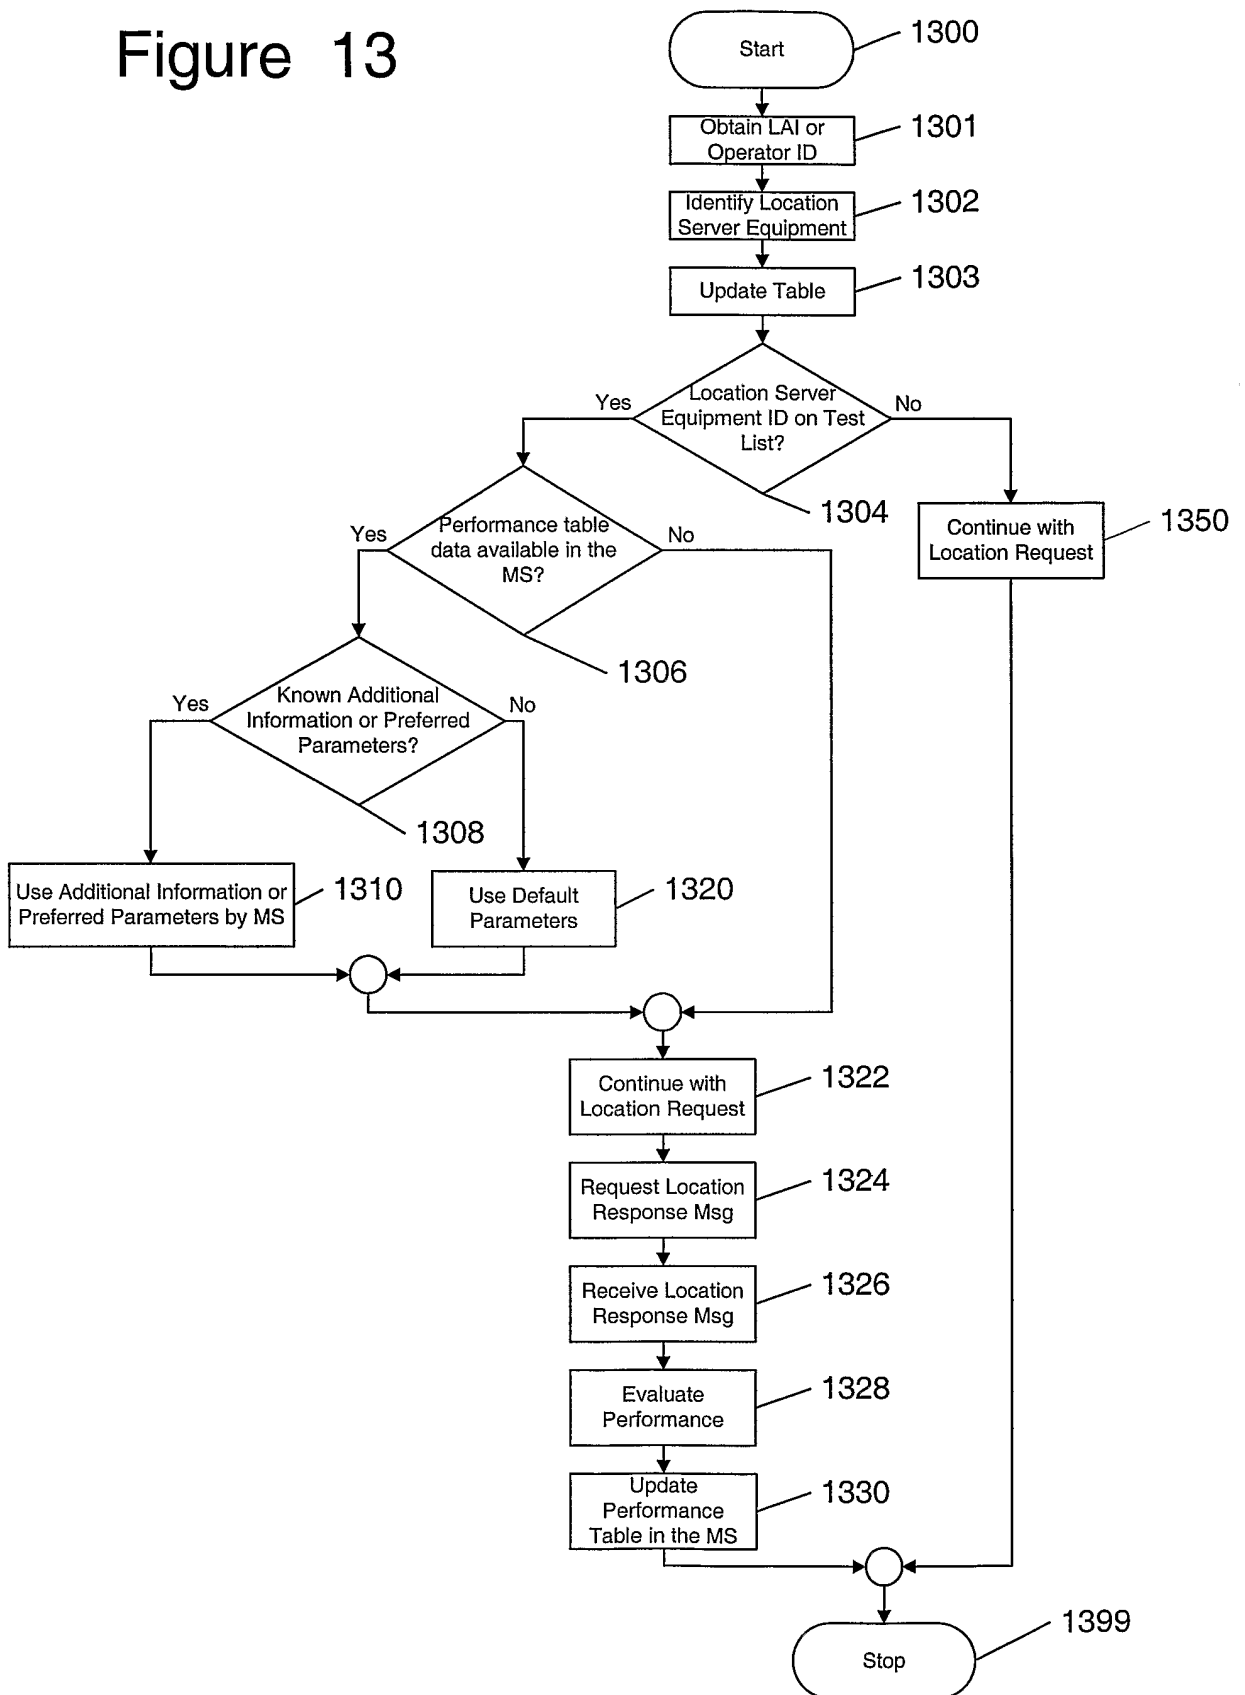 Figure 13
Start
1300
Obtain LAI or
Operator ID
1301
Identify Location
Server Equipment
1302
Update Table
1303
Location Server
Equipment ID on Test
List?
Yes
No
1304
Performance table
data available in the
MS?
Yes
No
1306
Continue with
Location Request
1350
Known Additional
Information or Preferred
Parameters?
Yes
No
1308
Use Additional Information or
Preferred Parameters by MS
1310
Use Default
Parameters
1320
Continue with
Location Request
1322
Request Location
Response Msg
1324
Receive Location
Response Msg
1326
Evaluate
Performance
1328
Update
Performance
Table in the MS
1330
Stop
1399